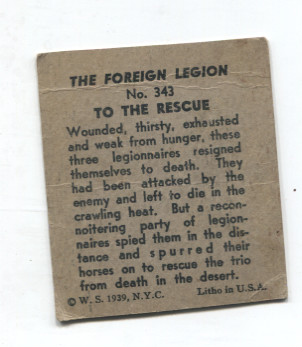 THE FOREIGN LEGION
No. 343
TO THE RESCUE
Wounded, thirsty, exhausted
and weak from hunger, these
three legionnaires resigned
themselves to death. They
had been attacked by the
enemy and left to die in the
crawling heat. But a recon-
noitering party of legion-
naires spied them in the dis-
tance and spurred their
horses on to rescue the trio
from death in the desert.
© W. S. 1939, N.Y.C. Litho in U.S.A.